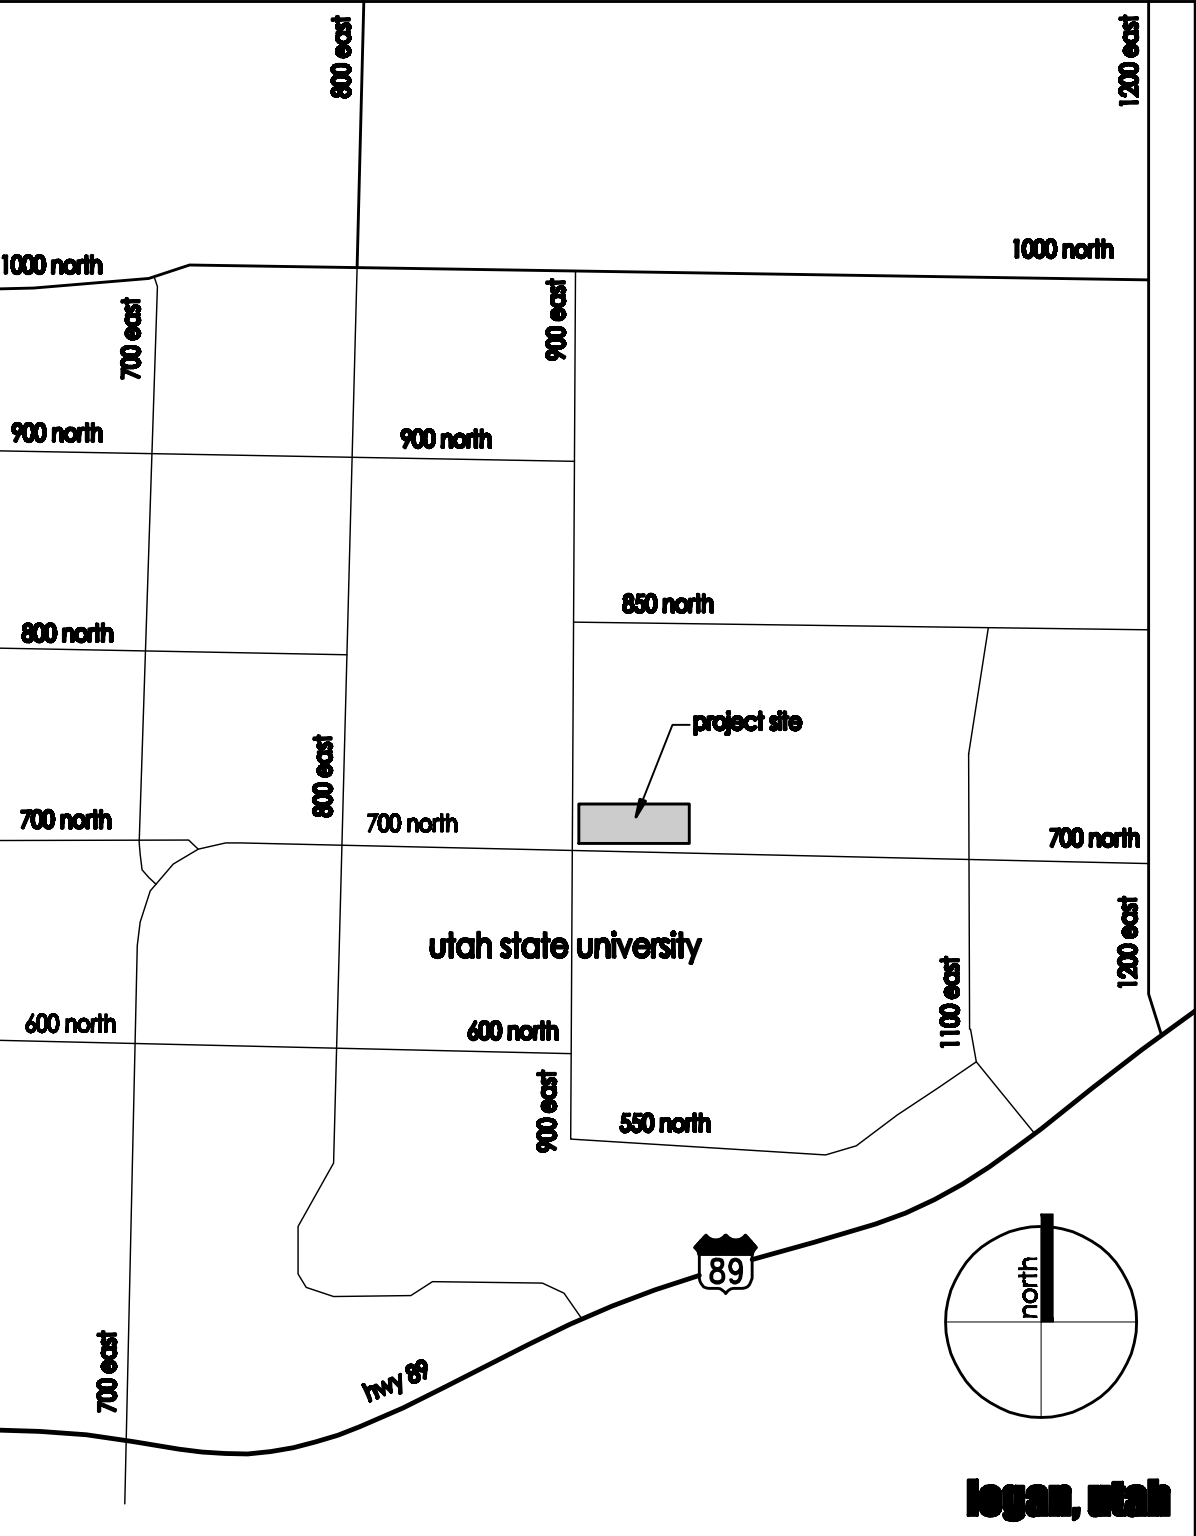 800 east
1200 east
1000 north
1000 north
700 east
900 east
900 north
900 north
850 north
800 north
project site
800 east
700 north
700 north
700 north
utah state university
1200 east
1100 east
600 north
600 north
900 east
550 north
89
north
hwy 89
700 east
logan, utah